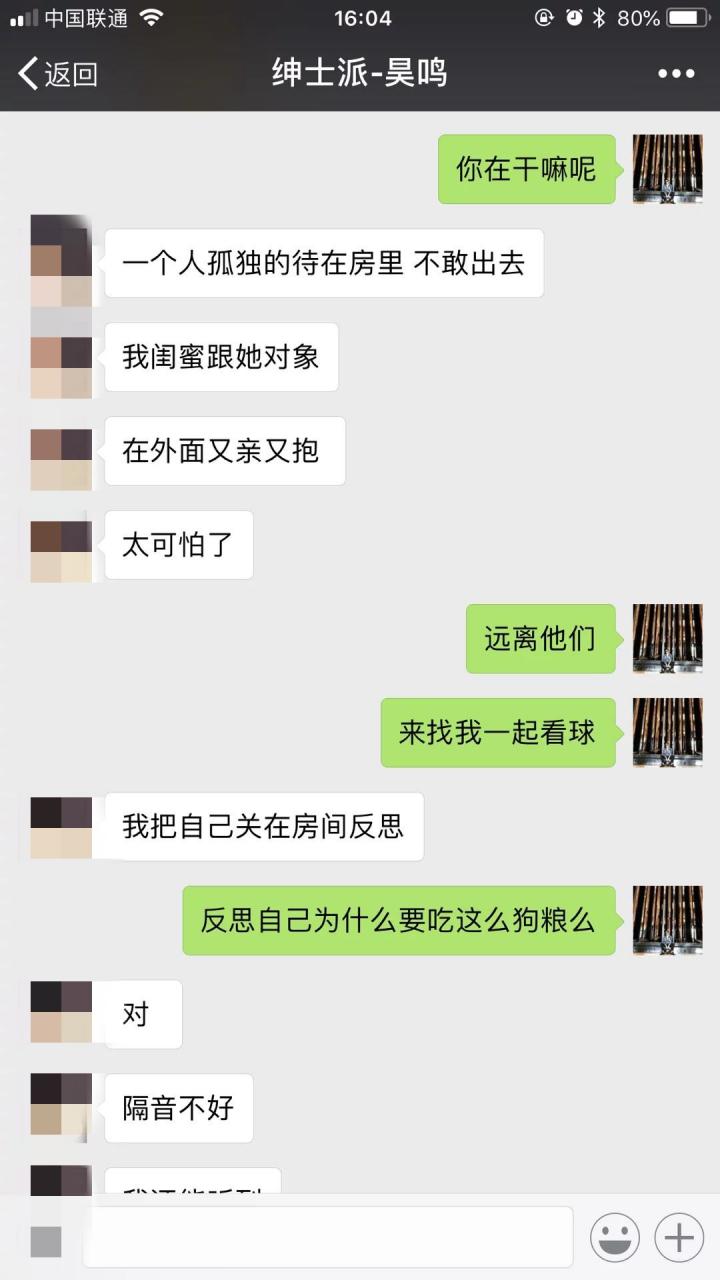 中国联通
16:04
80%
返回
绅士派-昊鸣
你在干嘛呢
一个人孤独的待在房里 不敢出去
我闺蜜跟她对象
在外面又亲又抱
太可怕了
远离他们
来找我一起看球
我把自己关在房间反思
反思自己为什么要吃这么狗粮么
对
隔音不好